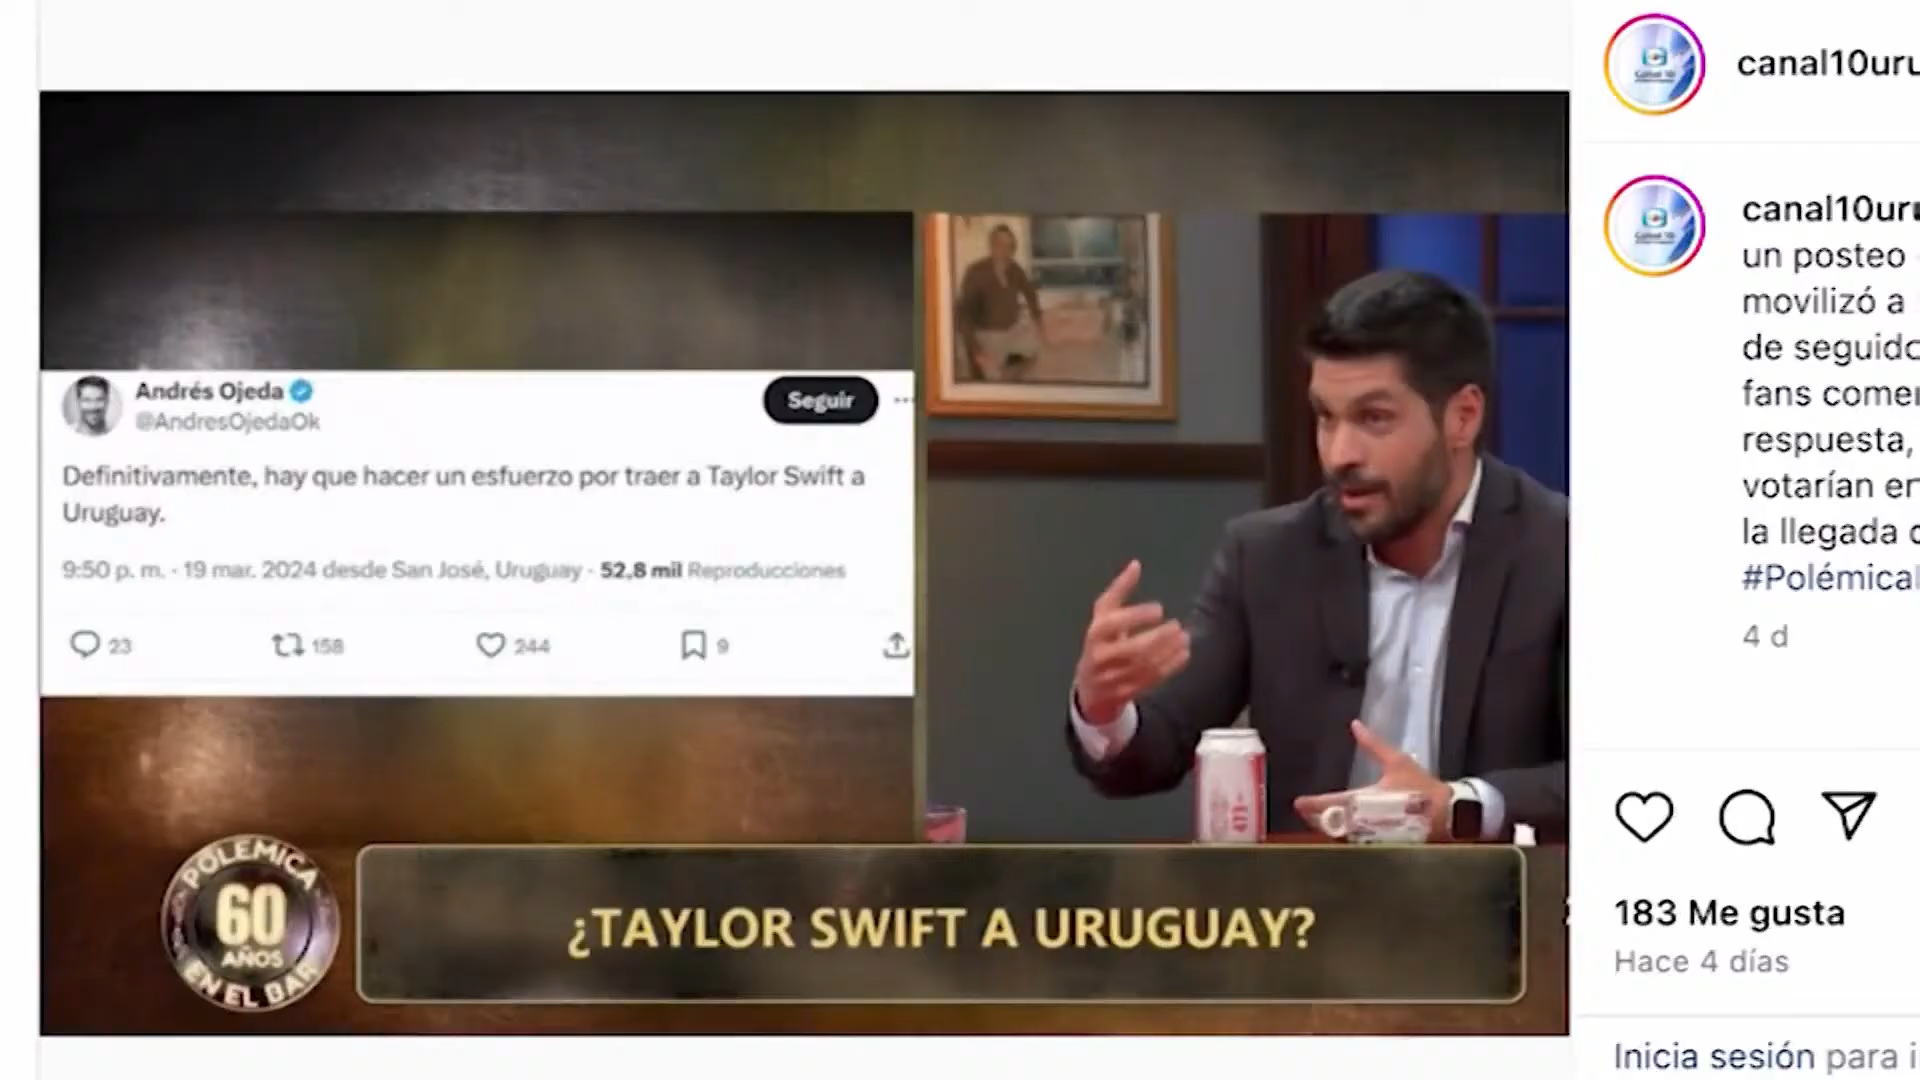 Andrés Ojeda
@AndresOjedaOk
Seguir
Definitivamente, hay que hacer un esfuerzo por traer a Taylor Swift a
Uruguay.
9:50 p. m. · 19 mar. 2024 desde San José, Uruguay · 52,8 mil Reproducciones
23
158
244
9
POLÉMICA
60
AÑOS
EN EL BAR
¿TAYLOR SWIFT A URUGUAY?
canal10uru
canal10uru
un posteo
movilizó a
de seguido
fans comen
respuesta,
votarían en
la llegada
#Polémica
4 d
183 Me gusta
Hace 4 días
Inicia sesión para